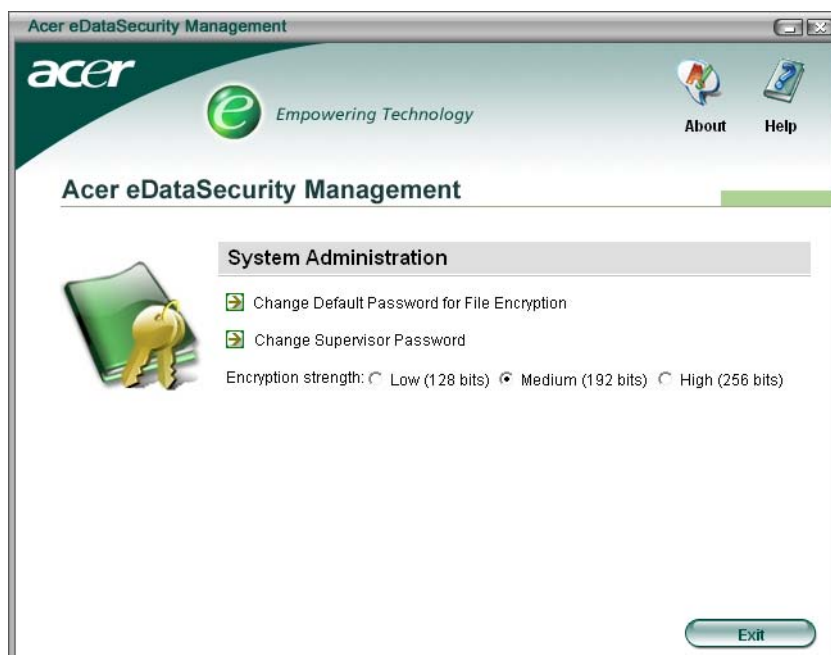 Acer eDataSecurity Management
acer
e
Empowering Technology
About
Help
Acer eDataSecurity Management
System Administration
Change Default Password for File Encryption
Change Supervisor Password
Encryption strength: Low (128 bits) Medium (192 bits) High (256 bits)
Exit